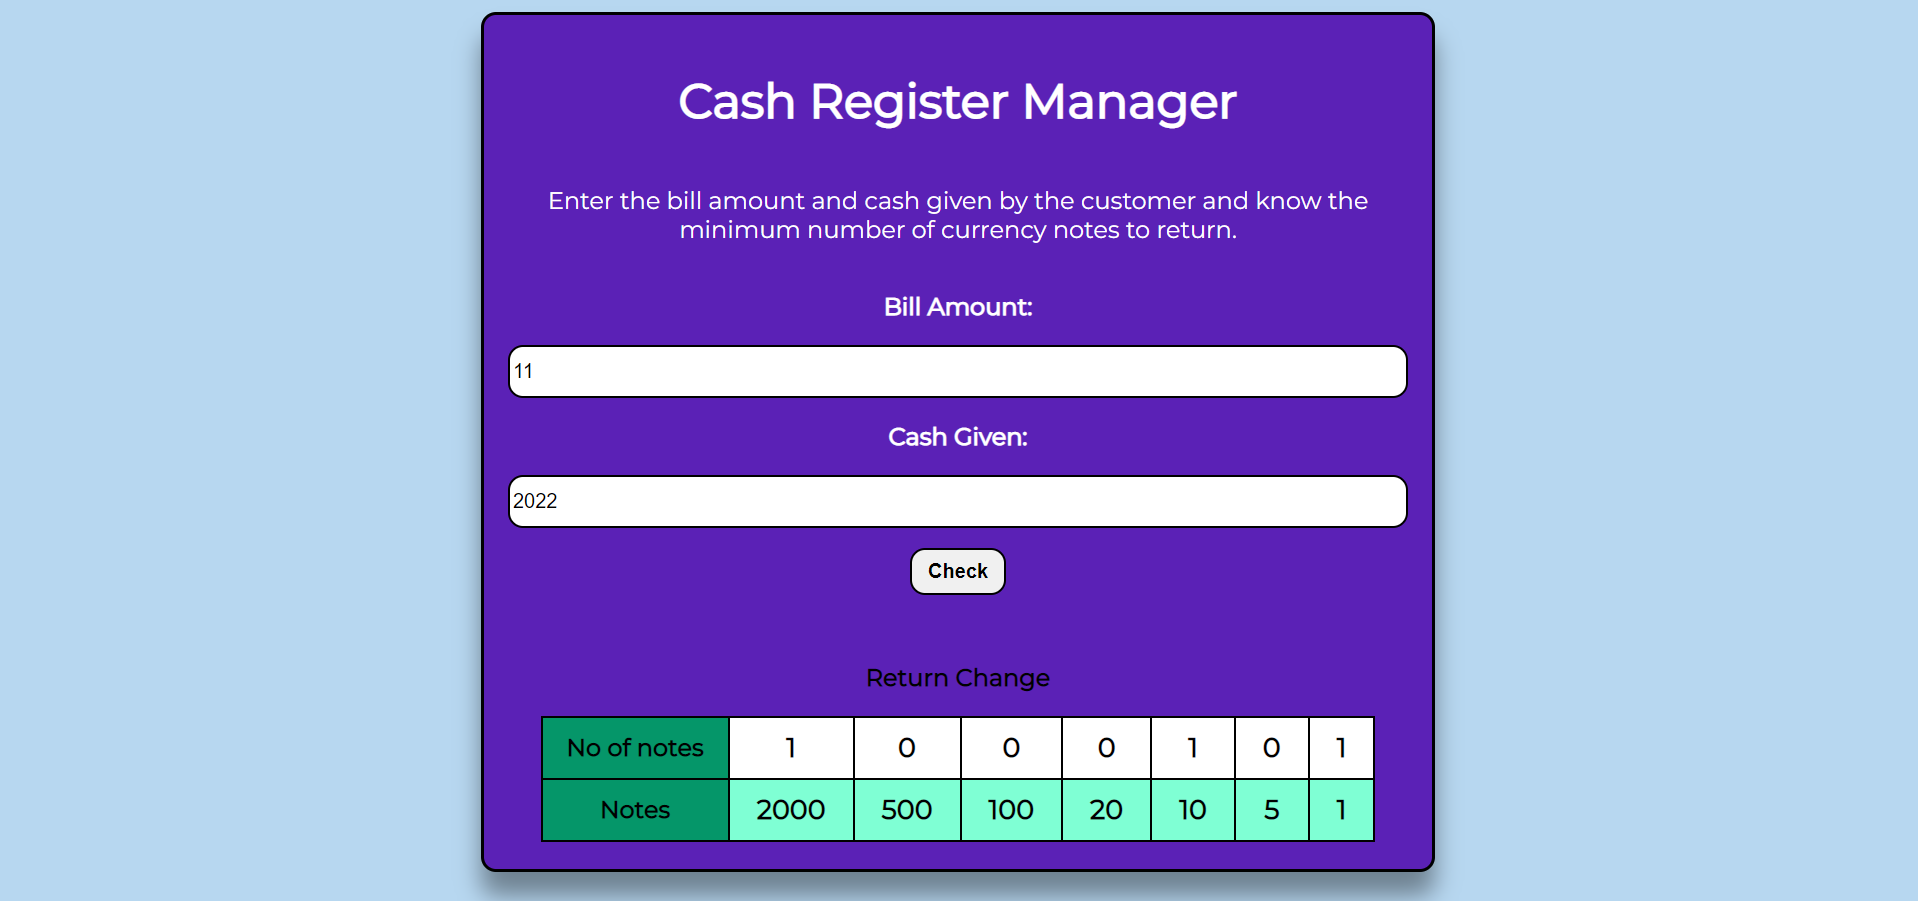 Cash Register Manager
Enter the bill amount and cash given by the customer and know the
minimum number of currency notes to return.
Bill Amount:
11
Cash Given:
2022
Check
Return Change
No of notes 1 0 0 0 1 0 1
Notes 2000 500 100 20 10 5 1